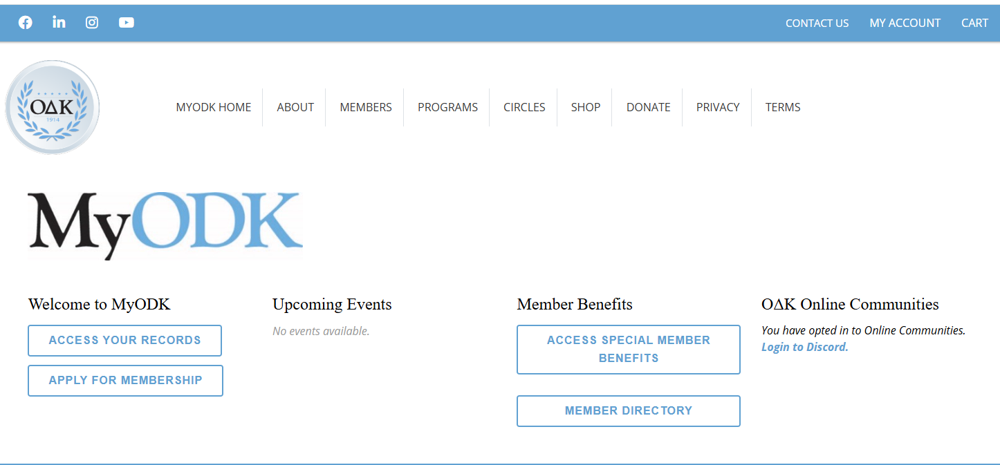 CONTACT US MY ACCOUNT CART
ΟΔΚ
1914
MYODK HOME ABOUT MEMBERS PROGRAMS CIRCLES SHOP DONATE PRIVACY TERMS
MyODK
Welcome to MyODK
ACCESS YOUR RECORDS
APPLY FOR MEMBERSHIP
Upcoming Events
No events available.
Member Benefits
ACCESS SPECIAL MEMBER
BENEFITS
MEMBER DIRECTORY
OΔK Online Communities
You have opted in to Online Communities.
Login to Discord.